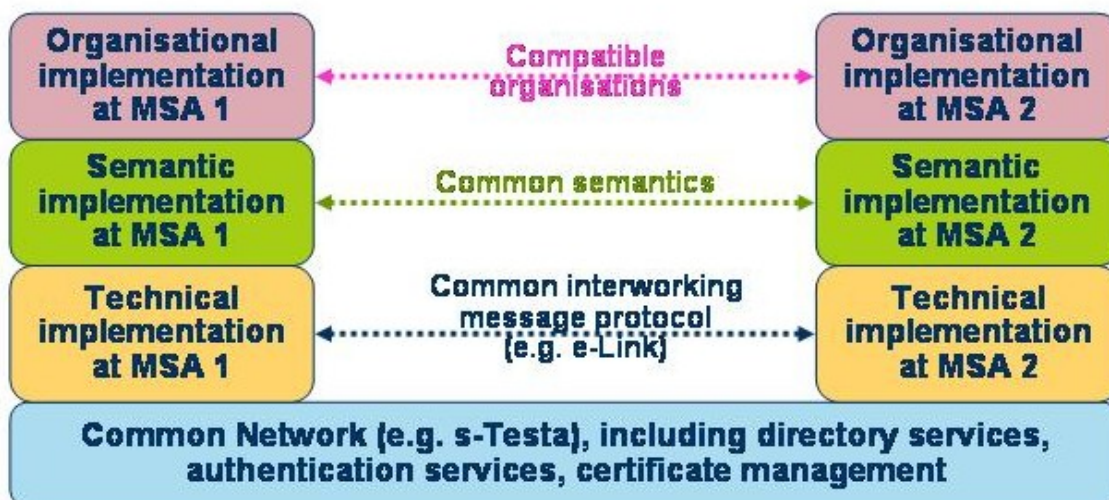 Organisational
implementation
at MSA 1
Compatible
organisations
Organisational
implementation
at MSA 2
Semantic
implementation
at MSA 1
Common semantics
Semantic
implementation
at MSA 2
Technical
implementation
at MSA 1
Common interworking
message protocol
(e.g. e-Link)
Technical
implementation
at MSA 2
Common Network (e.g. s-Testa), including directory services,
authentication services, certificate management